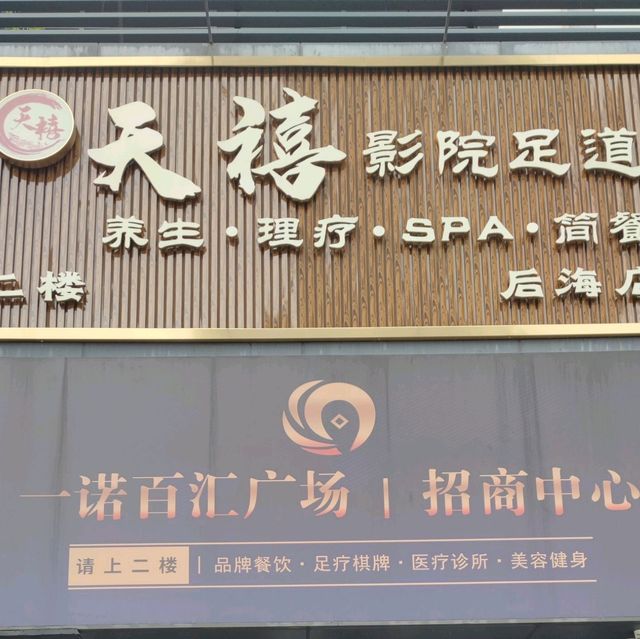 天禧
天禧 影院足道
养生·理疗·SPA·简餐
二楼
后海店
一诺百汇广场 | 招商中心
请上二楼 | 品牌餐饮·足疗棋牌·医疗诊所·美容健身